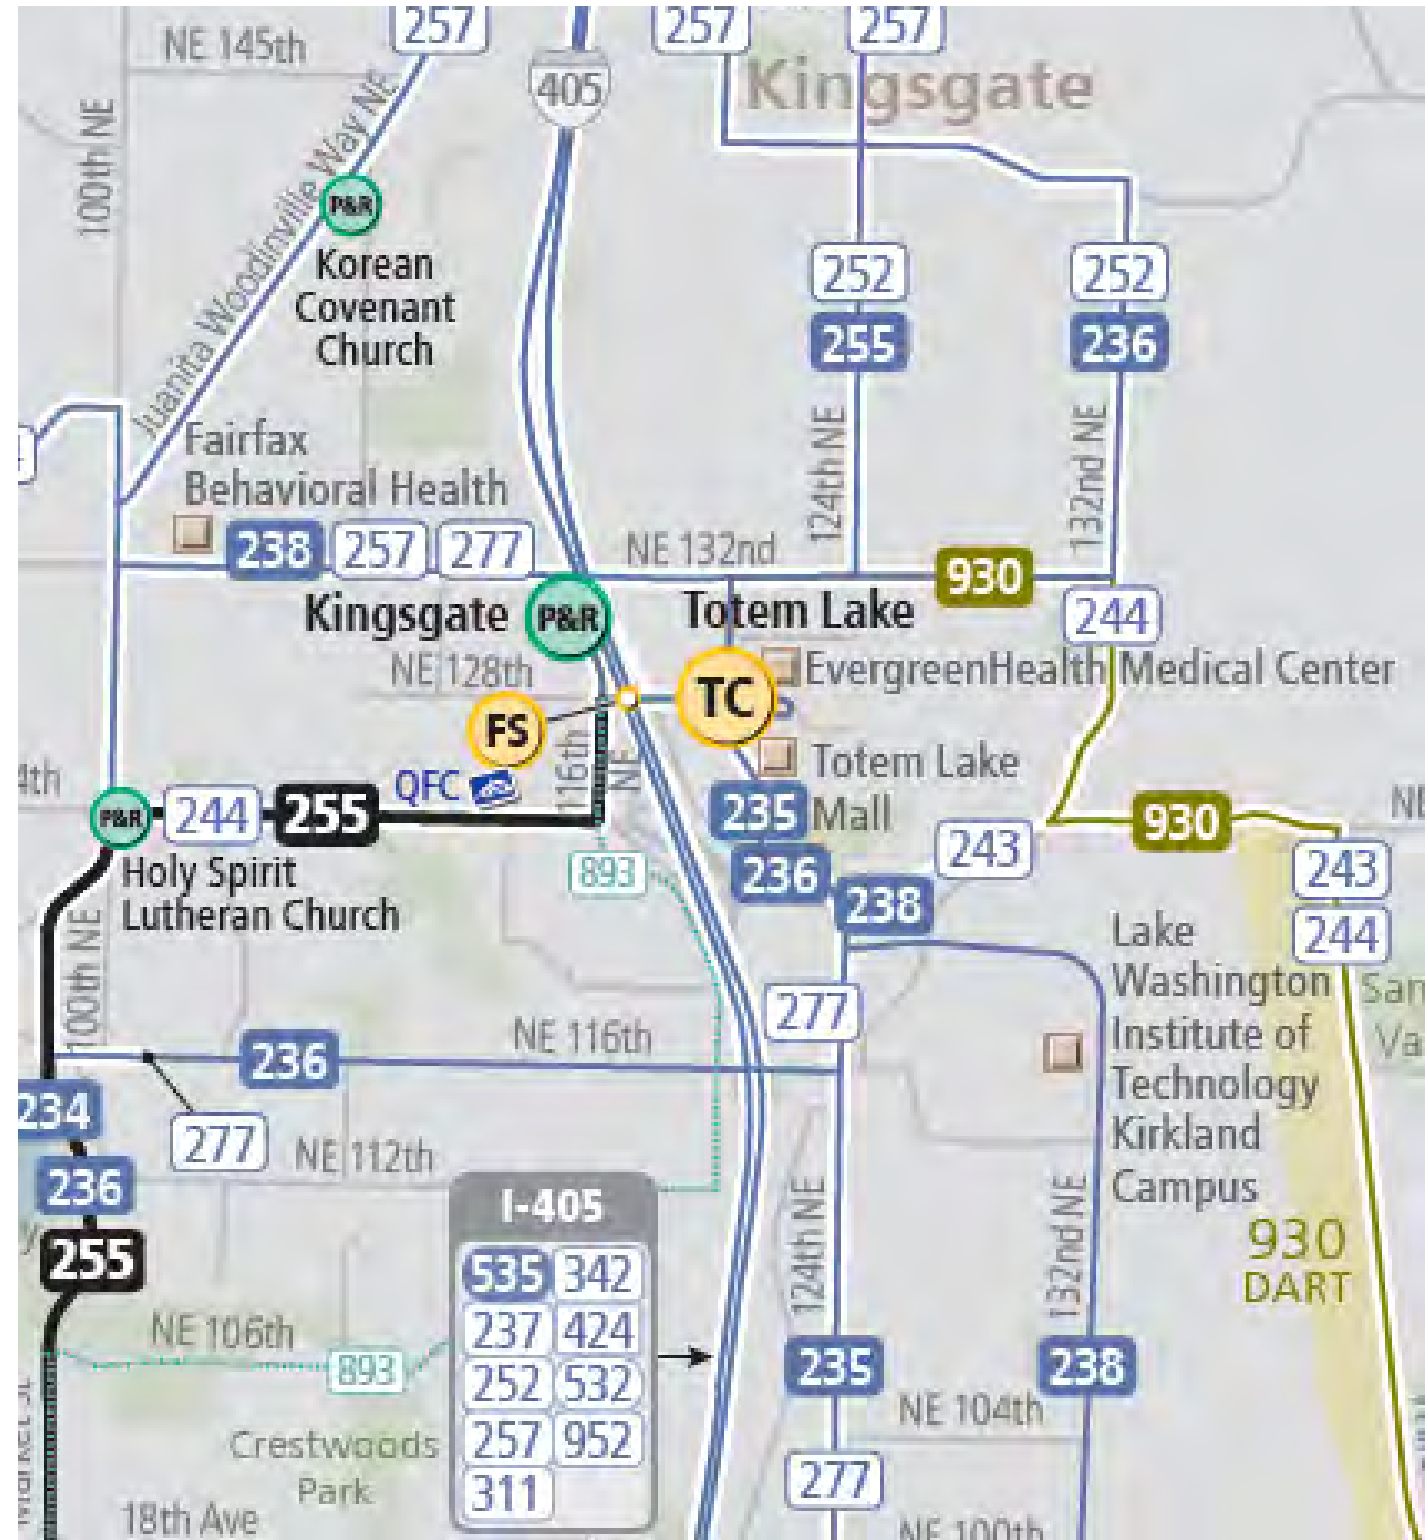 257
257
257
NE 145th
405
Kingsgate
100th NE
Juanita Woodinville Way NE
P&R
Korean
Covenant
Church
252
252
255
236
124th NE
132nd NE
Fairfax
Behavioral Health
238
257
277
NE 132nd
930
Kingsgate
P&R
Totem Lake
244
NE 128th
EvergreenHealth Medical Center
TC
FS
116th
NE
Totem Lake
Mall
4th
QFC
P&R
244
255
235
930
243
893
236
243
238
244
Holy Spirit
Lutheran Church
100th NE
Lake
Washington
Institute of
Technology
Kirkland
Campus
277
236
NE 116th
234
277
NE 112th
236
255
I-405
535
342
237
424
252
532
257
952
311
124th NE
132nd NE
930
DART
NE 106th
893
235
238
Crestwoods
Park
NE 104th
277
18th Ave
NE 100th